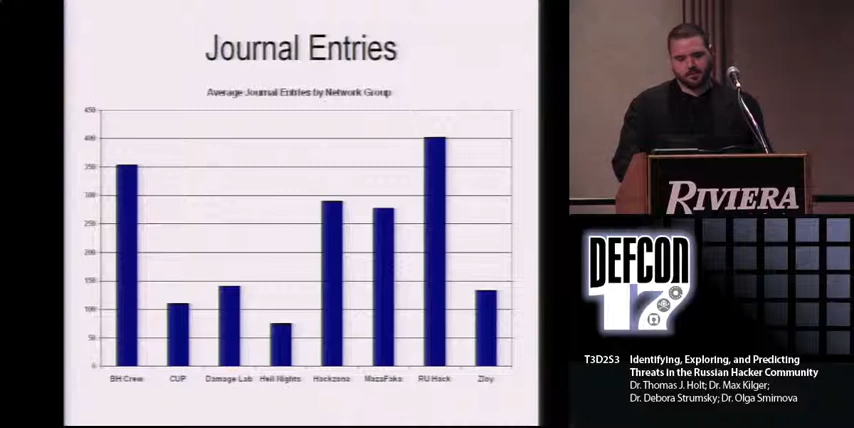 Journal Entries
Average Journal Entries by Network Group
450
400
350
300
250
200
150
100
50
0
BH Crew CUP Damage Lab Hell Nights Hackzona MazaFaka RU Hack Zloy
RIVIERA
DEFCON
17
T3D2S3 Identifying, Exploring, and Predicting
Threats in the Russian Hacker Community
Dr. Thomas J. Holt; Dr. Max Kilger;
Dr. Debora Strumsky; Dr. Olga Smirnova